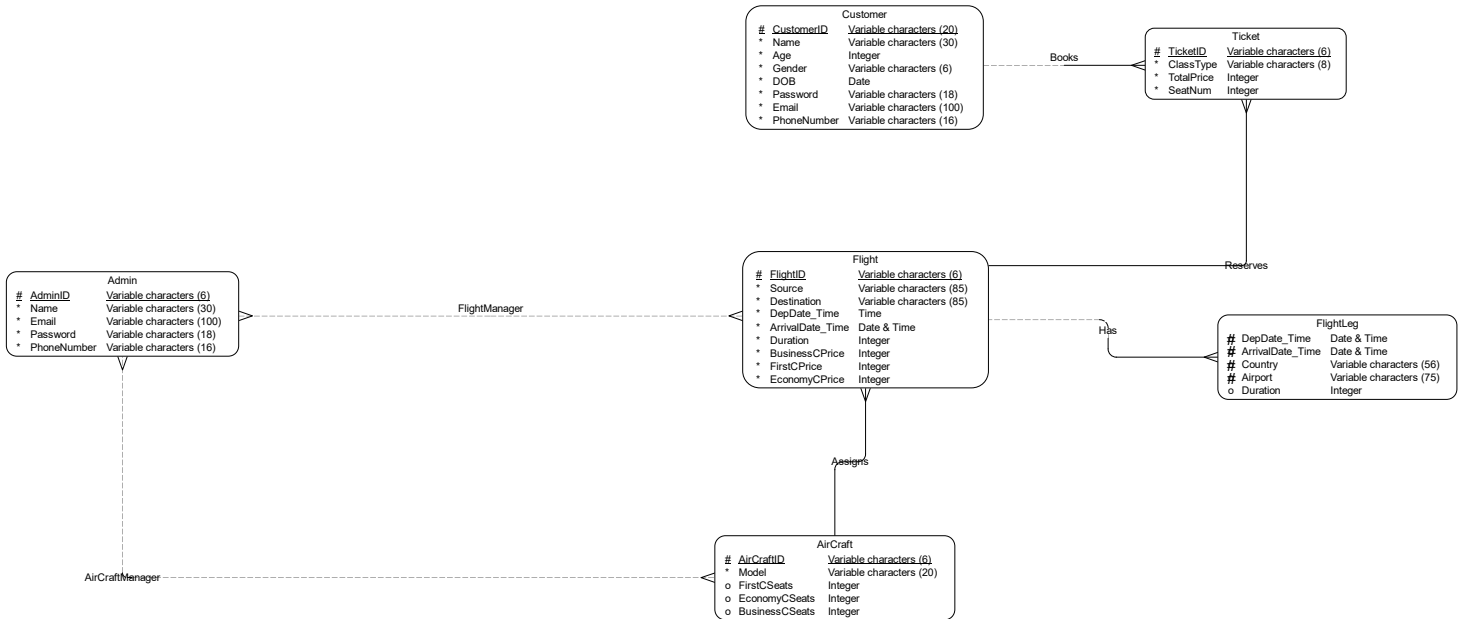 Customer
# CustomerID Variable characters (20)
* Name Variable characters (30)
* Age Integer
* Gender Variable characters (6)
* DOB Date
* Password Variable characters (18)
* Email Variable characters (100)
* PhoneNumber Variable characters (16)
Books
Ticket
# TicketID Variable characters (6)
* ClassType Variable characters (8)
* TotalPrice Integer
* SeatNum Integer
Reserves
Admin
# AdminID Variable characters (6)
* Name Variable characters (30)
* Email Variable characters (100)
* Password Variable characters (18)
* PhoneNumber Variable characters (16)
FlightManager
Flight
# FlightID Variable characters (6)
* Source Variable characters (85)
* Destination Variable characters (85)
* DepDate_Time Time
* ArrivalDate_Time Date & Time
* Duration Integer
* BusinessCPrice Integer
* FirstCPrice Integer
* EconomyCPrice Integer
Has
FlightLeg
# DepDate_Time Date & Time
# ArrivalDate_Time Date & Time
# Country Variable characters (56)
# Airport Variable characters (75)
o Duration Integer
Assigns
AirCraftManager
AirCraft
# AirCraftID Variable characters (6)
* Model Variable characters (20)
o FirstCSeats Integer
o EconomyCSeats Integer
o BusinessCSeats Integer